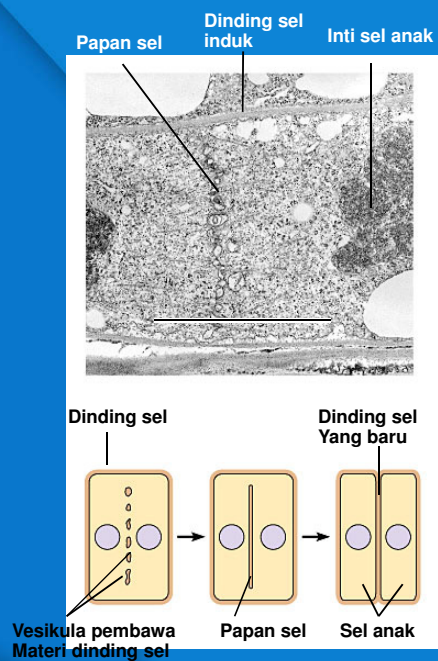 Papan sel
Dinding sel
induk
Inti sel anak
Dinding sel
Dinding sel
Yang baru
Vesikula pembawa
Materi dinding sel
Papan sel
Sel anak